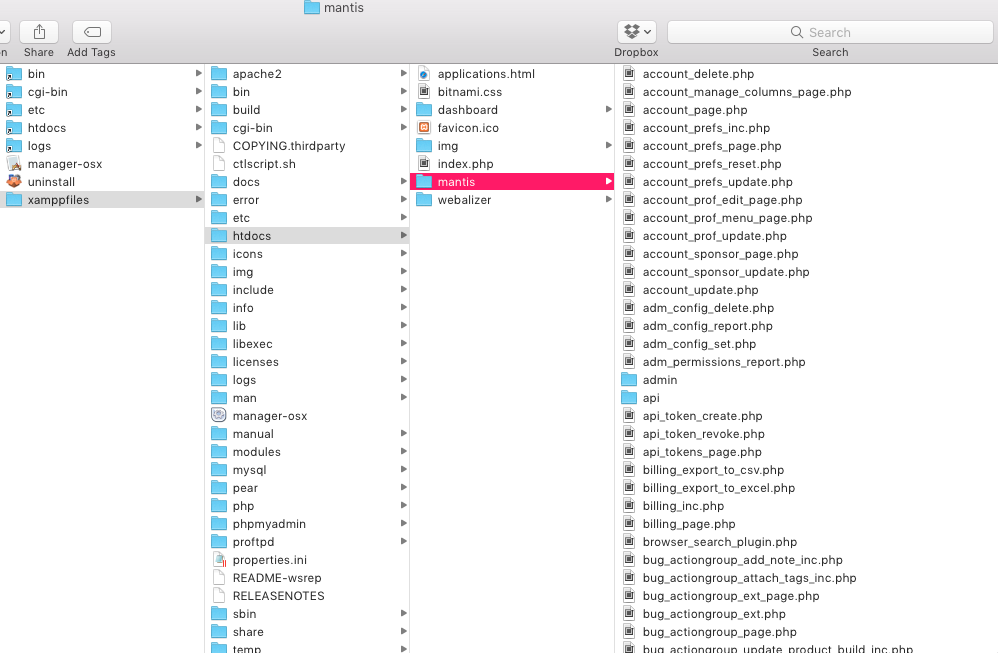 mantis
Share
Add Tags
Dropbox
Search
Search
bin
cgi-bin
etc
htdocs
logs
manager-osx
uninstall
xamppfiles
apache2
bin
build
cgi-bin
COPYING.thirdparty
ctlscript.sh
docs
error
etc
htdocs
icons
img
include
info
lib
libexec
licenses
logs
man
manager-osx
manual
modules
mysql
pear
php
phpmyadmin
proftpd
properties.ini
README-wsrep
RELEASENOTES
sbin
share
temp
applications.html
bitnami.css
dashboard
favicon.ico
img
index.php
mantis
webalizer
account_delete.php
account_manage_columns_page.php
account_page.php
account_prefs_inc.php
account_prefs_page.php
account_prefs_reset.php
account_prefs_update.php
account_prof_edit_page.php
account_prof_menu_page.php
account_prof_update.php
account_sponsor_page.php
account_sponsor_update.php
account_update.php
adm_config_delete.php
adm_config_report.php
adm_config_set.php
adm_permissions_report.php
admin
api
api_token_create.php
api_token_revoke.php
api_tokens_page.php
billing_export_to_csv.php
billing_export_to_excel.php
billing_inc.php
billing_page.php
browser_search_plugin.php
bug_actiongroup_add_note_inc.php
bug_actiongroup_attach_tags_inc.php
bug_actiongroup_ext_page.php
bug_actiongroup_ext.php
bug_actiongroup_page.php
bug_actiongroup_update_product_build_inc.php